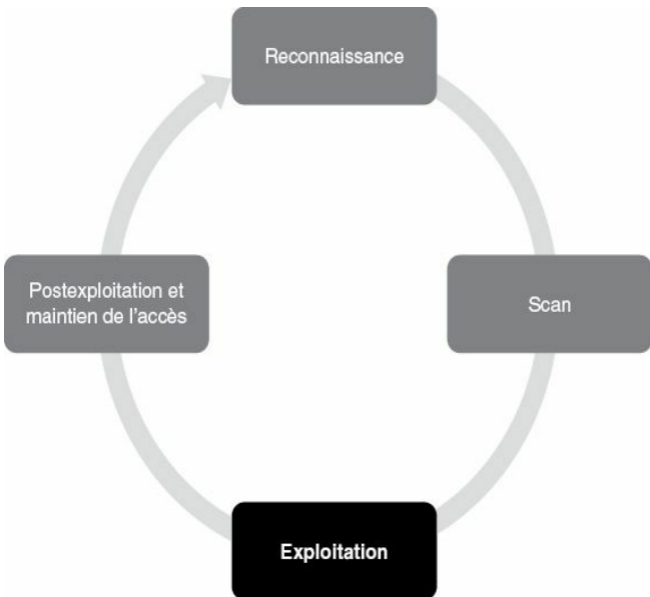 Reconnaissance
Scan
Exploitation
Postexploitation et
maintien de l'accès